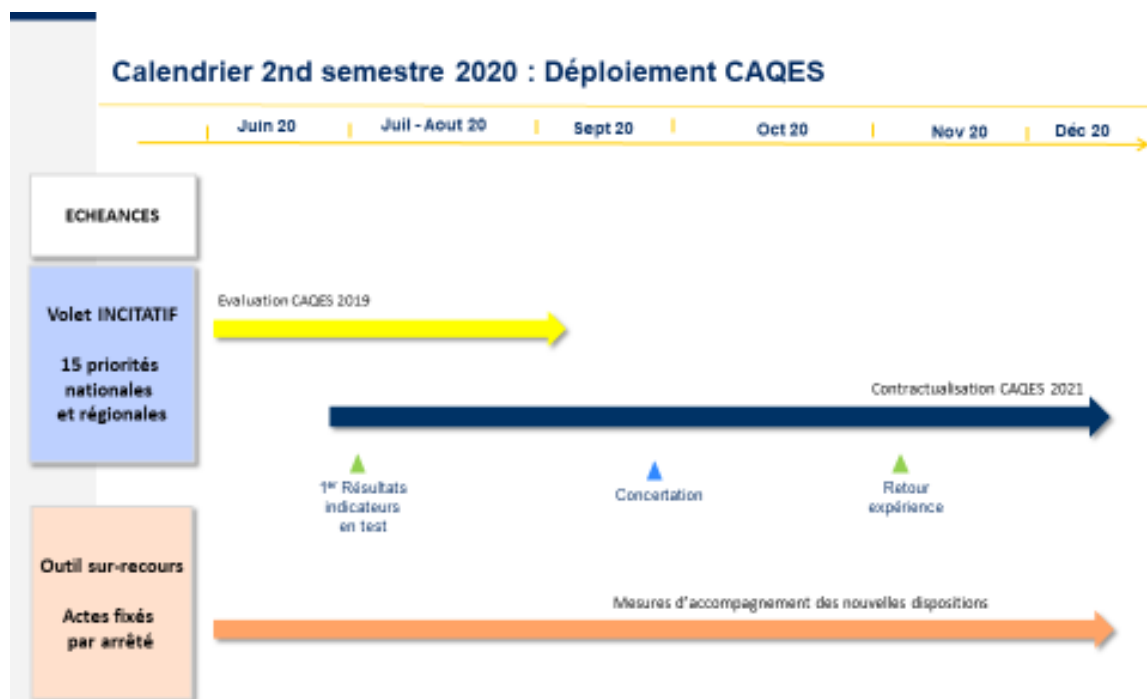 Calendrier 2nd semestre 2020 : Déploiement CAQES
Juin 20
Juil - Aout 20
Sept 20
Oct 20
Nov 20
Déc 20
ECHEANCES
Volet INCITATIF
15 priorités
nationales
et régionales
Evaluation CAQES 2019
Contractualisation CAQES 2021
1er Résultats
indicateurs
en test
Concertation
Retour
expérience
Outil sur-recours
Actes fixés
par arrêté
Mesures d'accompagnement des nouvelles dispositions